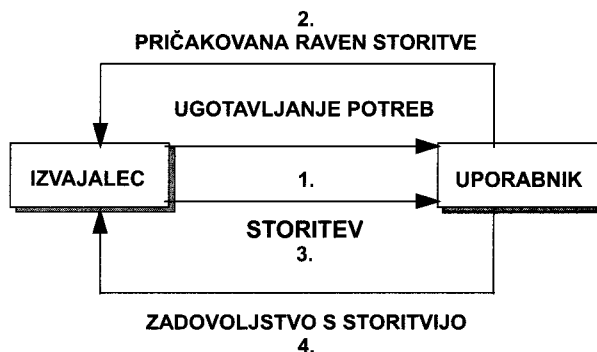 2.
PRIČAKOVANA RAVEN STORITVE
UGOTAVLJANJE POTREB
IZVAJALEC
1.
UPORABNIK
STORITEV
3.
ZADOVOLJSTVO S STORITVIJO
4.